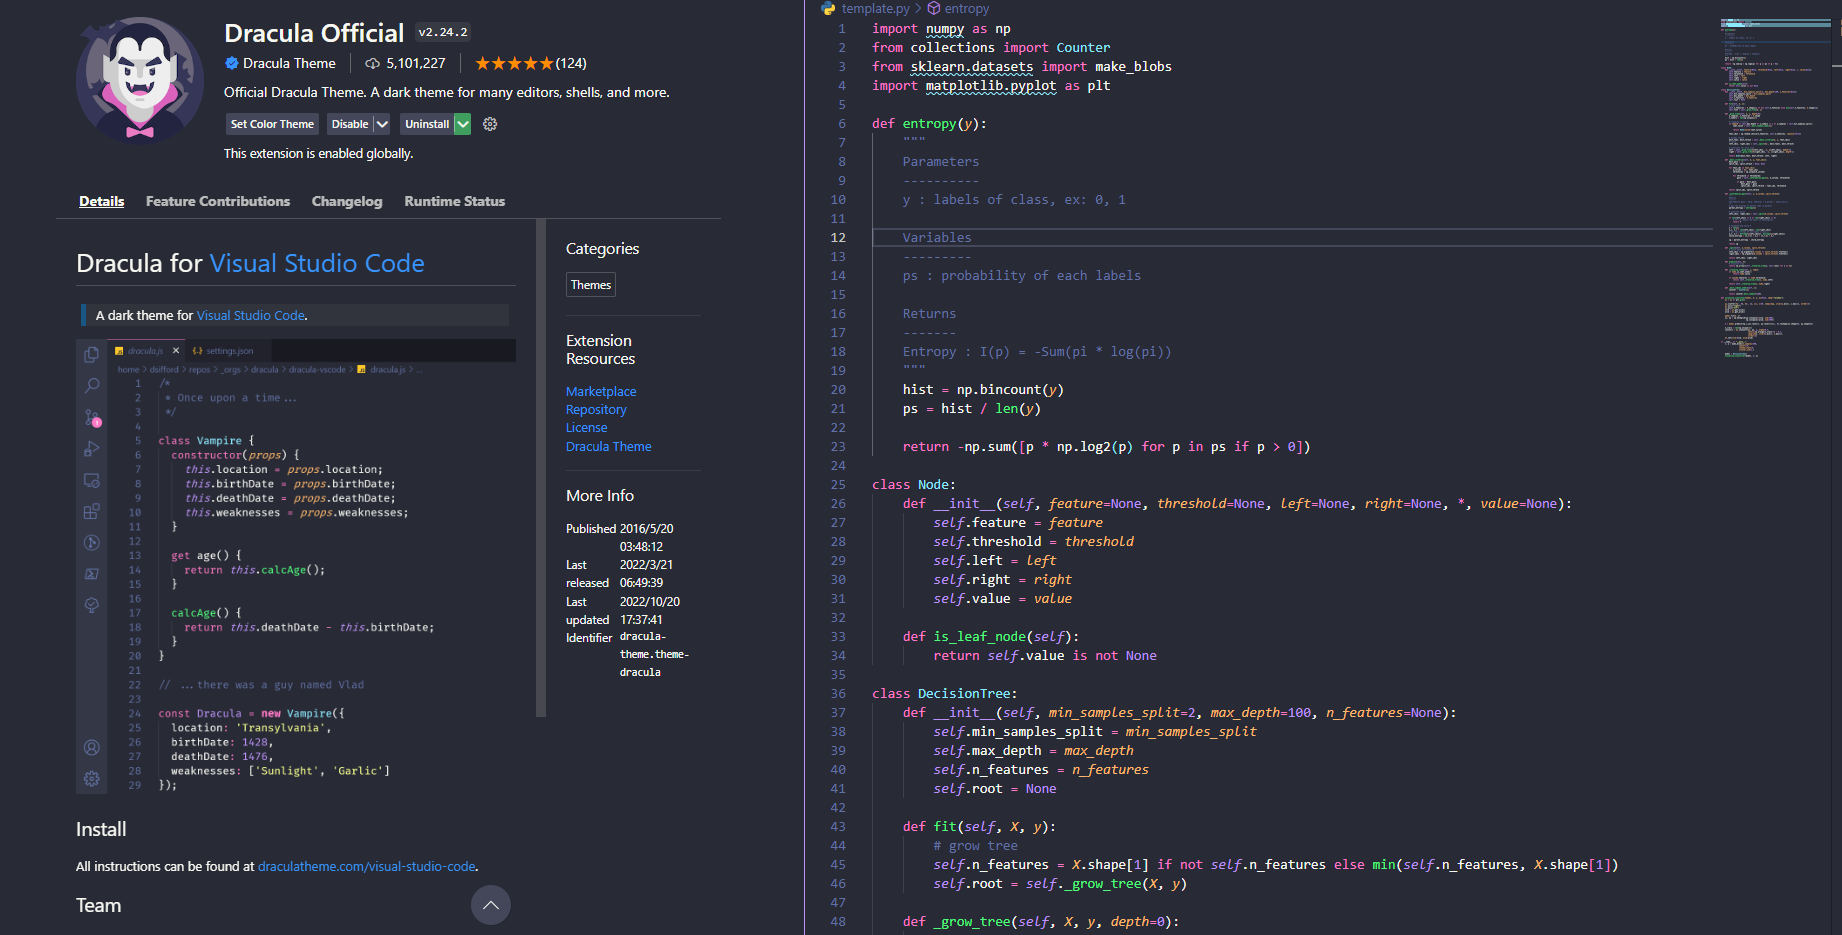 Dracula Official v2.24.2
Dracula Theme 5,101,227 (124)
Official Dracula Theme. A dark theme for many editors, shells, and more.
Set Color Theme Disable Uninstall
This extension is enabled globally.
Details Feature Contributions Changelog Runtime Status
Dracula for Visual Studio Code
A dark theme for Visual Studio Code.
dracula.js settings.json
home > dsifford > repos > _orgs > dracula > dracula-vscode > dracula.js > ...
1 /*
2 * Once upon a time...
3 */
4
5 class Vampire {
6 constructor(props) {
7 this.location = props.location;
8 this.birthDate = props.birthDate;
9 this.deathDate = props.deathDate;
10 this.weaknesses = props.weaknesses;
11 }
12
13 get age() {
14 return this.calcAge();
15 }
16
17 calcAge() {
18 return this.deathDate - this.birthDate;
19 }
20 }
21
22 // ...there was a guy named Vlad
23
24 const Dracula = new Vampire({
25 location: 'Transylvania',
26 birthDate: 1428,
27 deathDate: 1476,
28 weaknesses: ['Sunlight', 'Garlic']
29 });
Install
All instructions can be found at draculatheme.com/visual-studio-code.
Team
Categories
Themes
Extension
Resources
Marketplace
Repository
License
Dracula Theme
More Info
Published 2016/5/20
03:48:12
Last 2022/3/21
released 06:49:39
Last 2022/10/20
updated 17:37:41
Identifier dracula-
theme.theme-
dracula
template.py > entropy
1 import numpy as np
2 from collections import Counter
3 from sklearn.datasets import make_blobs
4 import matplotlib.pyplot as plt
5
6 def entropy(y):
7 """
8 Parameters
9 ----------
10 y : labels of class, ex: 0, 1
11
12 Variables
13 ---------
14 ps : probability of each labels
15
16 Returns
17 -------
18 Entropy : I(p) = -Sum(pi * log(pi))
19 """
20 hist = np.bincount(y)
21 ps = hist / len(y)
22
23 return -np.sum([p * np.log2(p) for p in ps if p > 0])
24
25 class Node:
26 def __init__(self, feature=None, threshold=None, left=None, right=None, *, value=None):
27 self.feature = feature
28 self.threshold = threshold
29 self.left = left
30 self.right = right
31 self.value = value
32
33 def is_leaf_node(self):
34 return self.value is not None
35
36 class DecisionTree:
37 def __init__(self, min_samples_split=2, max_depth=100, n_features=None):
38 self.min_samples_split = min_samples_split
39 self.max_depth = max_depth
40 self.n_features = n_features
41 self.root = None
42
43 def fit(self, X, y):
44 # grow tree
45 self.n_features = X.shape[1] if not self.n_features else min(self.n_features, X.shape[1])
46 self.root = self._grow_tree(X, y)
47
48 def _grow_tree(self, X, y, depth=0):